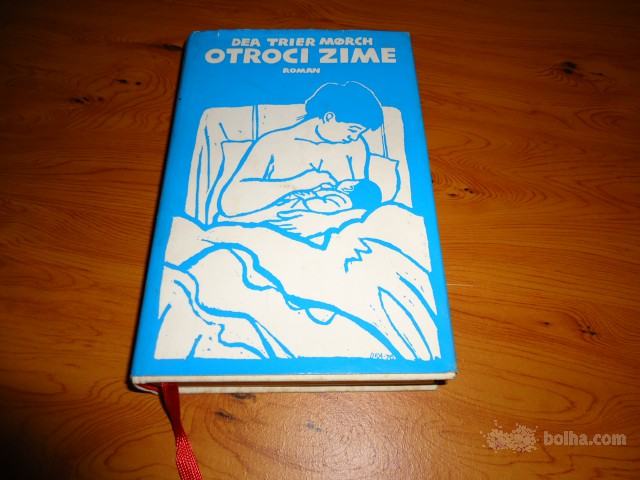 DEA TRIER MØRCH
OTROCI ZIME
ROMAN
bolha.com